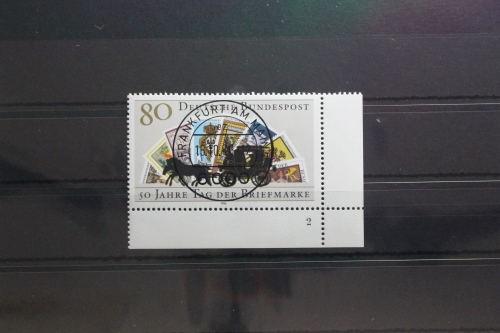 80 DEUTSCHE BUNDESPOST
FRANKFURT AM MAIN
50 JAHRE TAG DER BRIEFMARKE
2